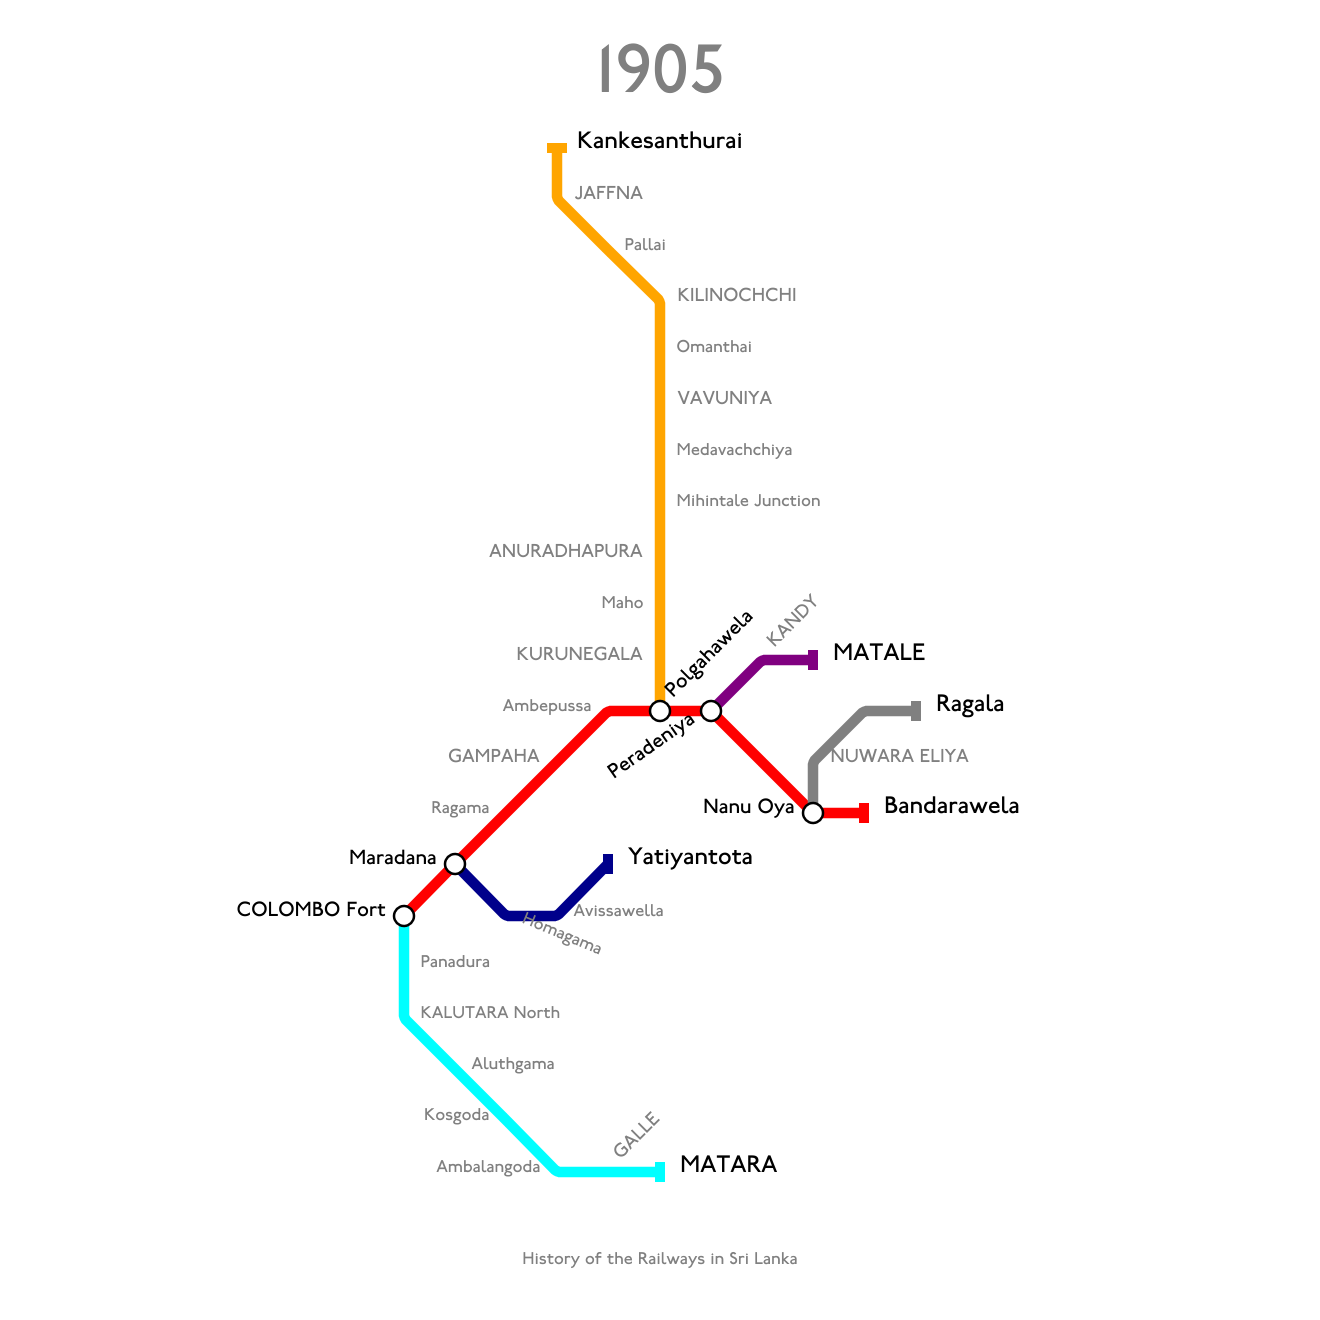 1905
Kankesanthurai
JAFFNA
Pallai
KILINOCHCHI
Omanthai
VAVUNIYA
Medavachchiya
Mihintale Junction
ANURADHAPURA
Maho
KURUNEGALA
Polgahawela
KANDY
MATALE
Ambepussa
Peradeniya
Ragala
GAMPAHA
NUWARA ELIYA
Ragama
Nanu Oya
Bandarawela
Maradana
Yatiyantota
COLOMBO Fort
Homagama
Avissawella
Panadura
KALUTARA North
Aluthgama
Kosgoda
GALLE
Ambalangoda
MATARA
History of the Railways in Sri Lanka